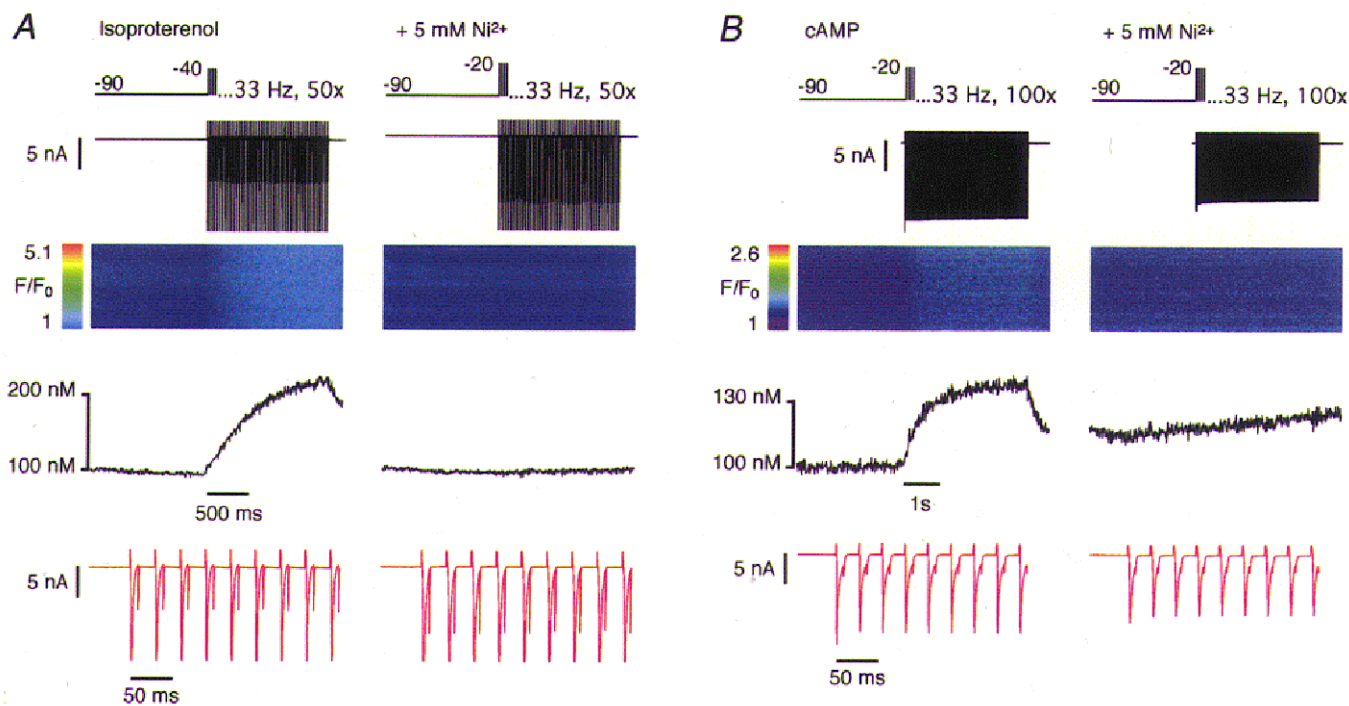 A
Isoproterenol
+ 5 mM Ni²⁺
-90
-40
...33 Hz, 50x
-90
-20
...33 Hz, 50x
5 nA
5.1
F/F₀
1
200 nM
100 nM
500 ms
5 nA
50 ms
B
cAMP
+ 5 mM Ni²⁺
-90
-20
...33 Hz, 100x
-90
-20
...33 Hz, 100x
5 nA
2.6
F/F₀
1
130 nM
100 nM
1s
5 nA
50 ms